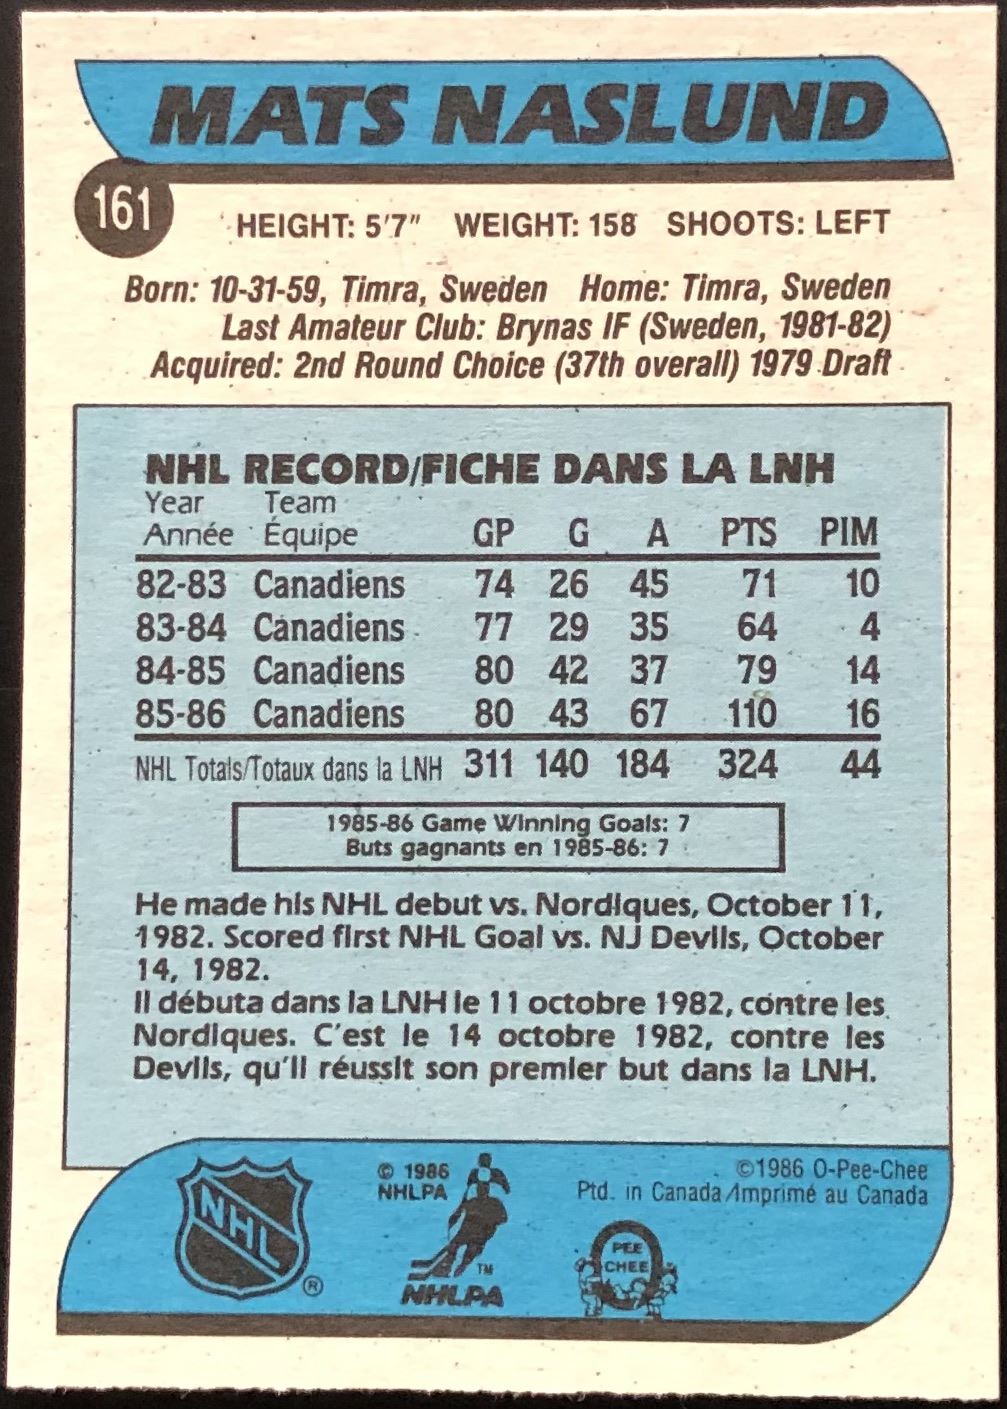 MATS NASLUND
161
HEIGHT: 5'7" WEIGHT: 158 SHOOTS: LEFT
Born: 10-31-59, Timra, Sweden Home: Timra, Sweden
Last Amateur Club: Brynas IF (Sweden, 1981-82)
Acquired: 2nd Round Choice (37th overall) 1979 Draft
NHL RECORD/FICHE DANS LA LNH
Year Team
Année Équipe GP G A PTS PIM
82-83 Canadiens 74 26 45 71 10
83-84 Canadiens 77 29 35 64 4
84-85 Canadiens 80 42 37 79 14
85-86 Canadiens 80 43 67 110 16
NHL Totals/Totaux dans la LNH 311 140 184 324 44
1985-86 Game Winning Goals: 7
Buts gagnants en 1985-86: 7
He made his NHL debut vs. Nordiques, October 11,
1982. Scored first NHL Goal vs. NJ Devils, October
14, 1982.
Il débuta dans la LNH le 11 octobre 1982, contre les
Nordiques. C'est le 14 octobre 1982, contre les
Devils, qu'il réussit son premier but dans la LNH.
NHL
®
© 1986
NHLPA
TM
NHLPA
©1986 O-Pee-Chee
Ptd. in Canada/Imprimé au Canada
PEE
CHEE